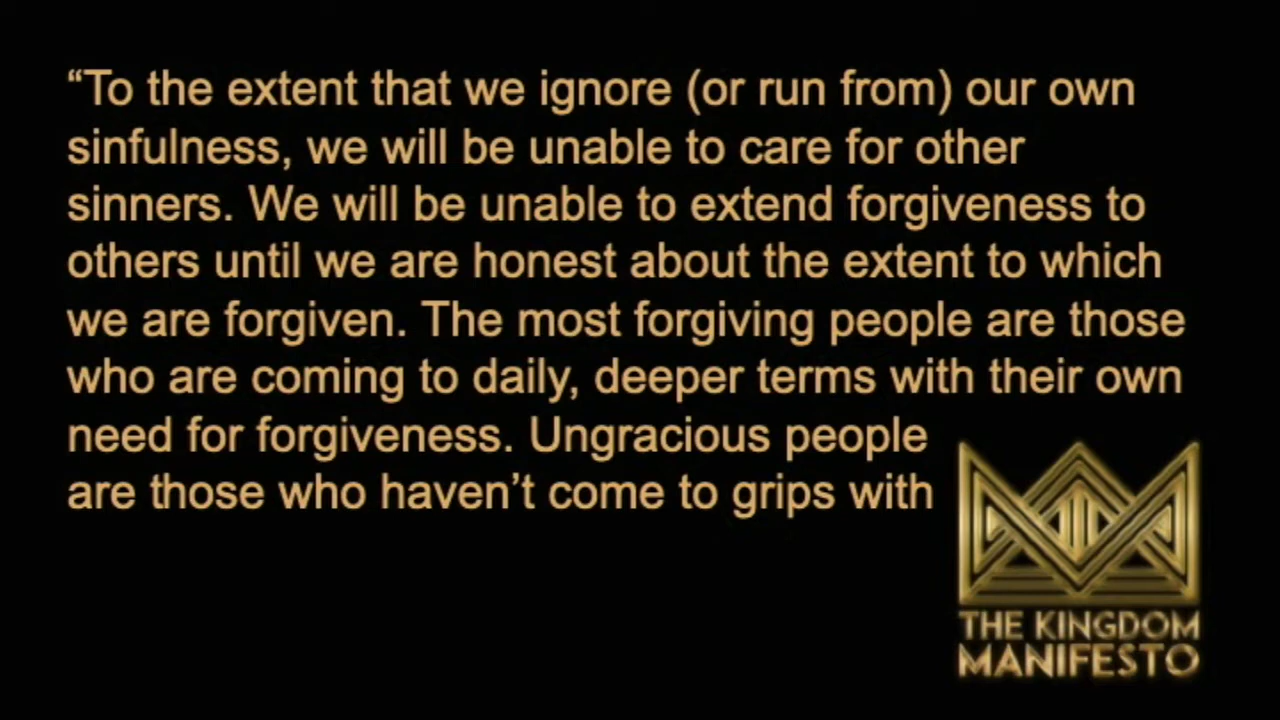 “To the extent that we ignore (or run from) our own
sinfulness, we will be unable to care for other
sinners. We will be unable to extend forgiveness to
others until we are honest about the extent to which
we are forgiven. The most forgiving people are those
who are coming to daily, deeper terms with their own
need for forgiveness. Ungracious people
are those who haven’t come to grips with
THE KINGDOM
MANIFESTO